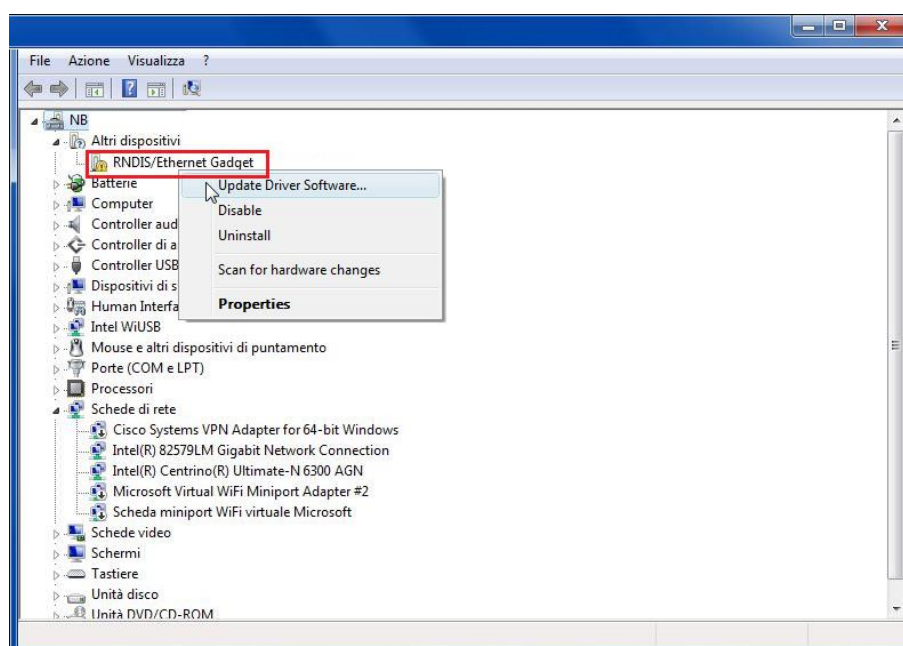 File Azione Visualizza ?
NB
Altri dispositivi
RNDIS/Ethernet Gadget
Batterie
Update Driver Software...
Computer
Disable
Controller aud
Uninstall
Controller di a
Controller USB
Scan for hardware changes
Dispositivi di s
Human Interfa
Properties
Intel WiUSB
Mouse e altri dispositivi di puntamento
Porte (COM e LPT)
Processori
Schede di rete
Cisco Systems VPN Adapter for 64-bit Windows
Intel(R) 82579LM Gigabit Network Connection
Intel(R) Centrino(R) Ultimate-N 6300 AGN
Microsoft Virtual WiFi Miniport Adapter #2
Scheda miniport WiFi virtuale Microsoft
Schede video
Schermi
Tastiere
Unità disco
Unità DVD/CD-ROM